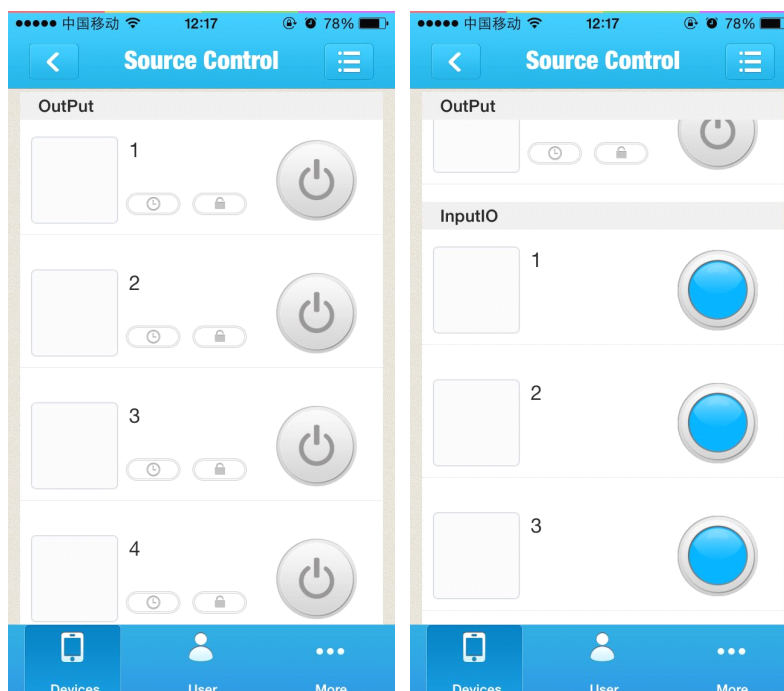 中国移动 12:17 78%
Source Control
OutPut
1
2
3
4
Devices User More
中国移动 12:17 78%
Source Control
OutPut
InputIO
1
2
3
Devices User More